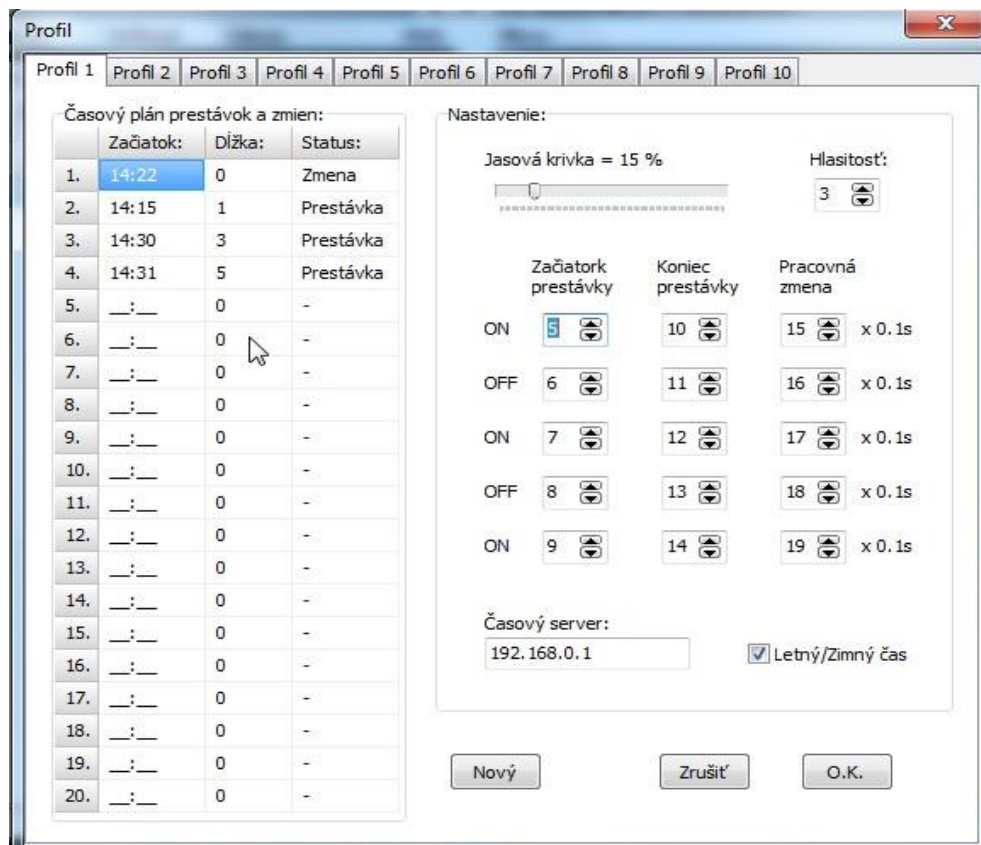 Profil
Profil 1 Profil 2 Profil 3 Profil 4 Profil 5 Profil 6 Profil 7 Profil 8 Profil 9 Profil 10
Časový plán prestávok a zmien:
Začiatok: Dĺžka: Status:
1. 14:22 0 Zmena
2. 14:15 1 Prestávka
3. 14:30 3 Prestávka
4. 14:31 5 Prestávka
5. __:__ 0 -
6. __:__ 0 -
7. __:__ 0 -
8. __:__ 0 -
9. __:__ 0 -
10. __:__ 0 -
11. __:__ 0 -
12. __:__ 0 -
13. __:__ 0 -
14. __:__ 0 -
15. __:__ 0 -
16. __:__ 0 -
17. __:__ 0 -
18. __:__ 0 -
19. __:__ 0 -
20. __:__ 0 -
Nastavenie:
Jasová krivka = 15 %
Hlasitosť:
3
Začiatork prestávky
Koniec prestávky
Pracovná zmena
ON 5 10 15 x 0.1s
OFF 6 11 16 x 0.1s
ON 7 12 17 x 0.1s
OFF 8 13 18 x 0.1s
ON 9 14 19 x 0.1s
Časový server:
192.168.0.1
Letný/Zimný čas
Nový Zrušiť O.K.